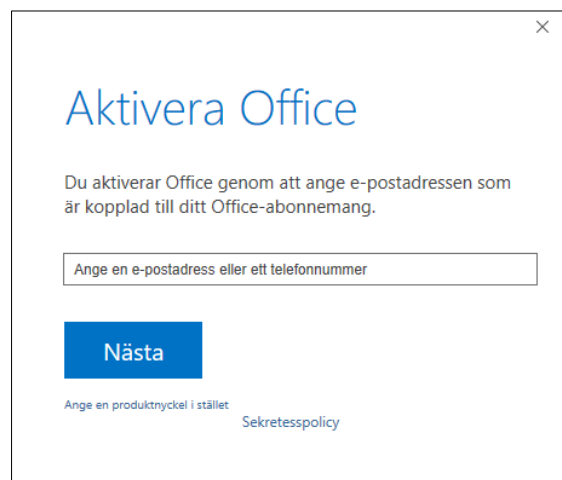 Aktivera Office
Du aktiverar Office genom att ange e-postadressen som
är kopplad till ditt Office-abonnemang.
Ange en e-postadress eller ett telefonnummer
Nästa
Ange en produktnyckel i stället
Sekretesspolicy